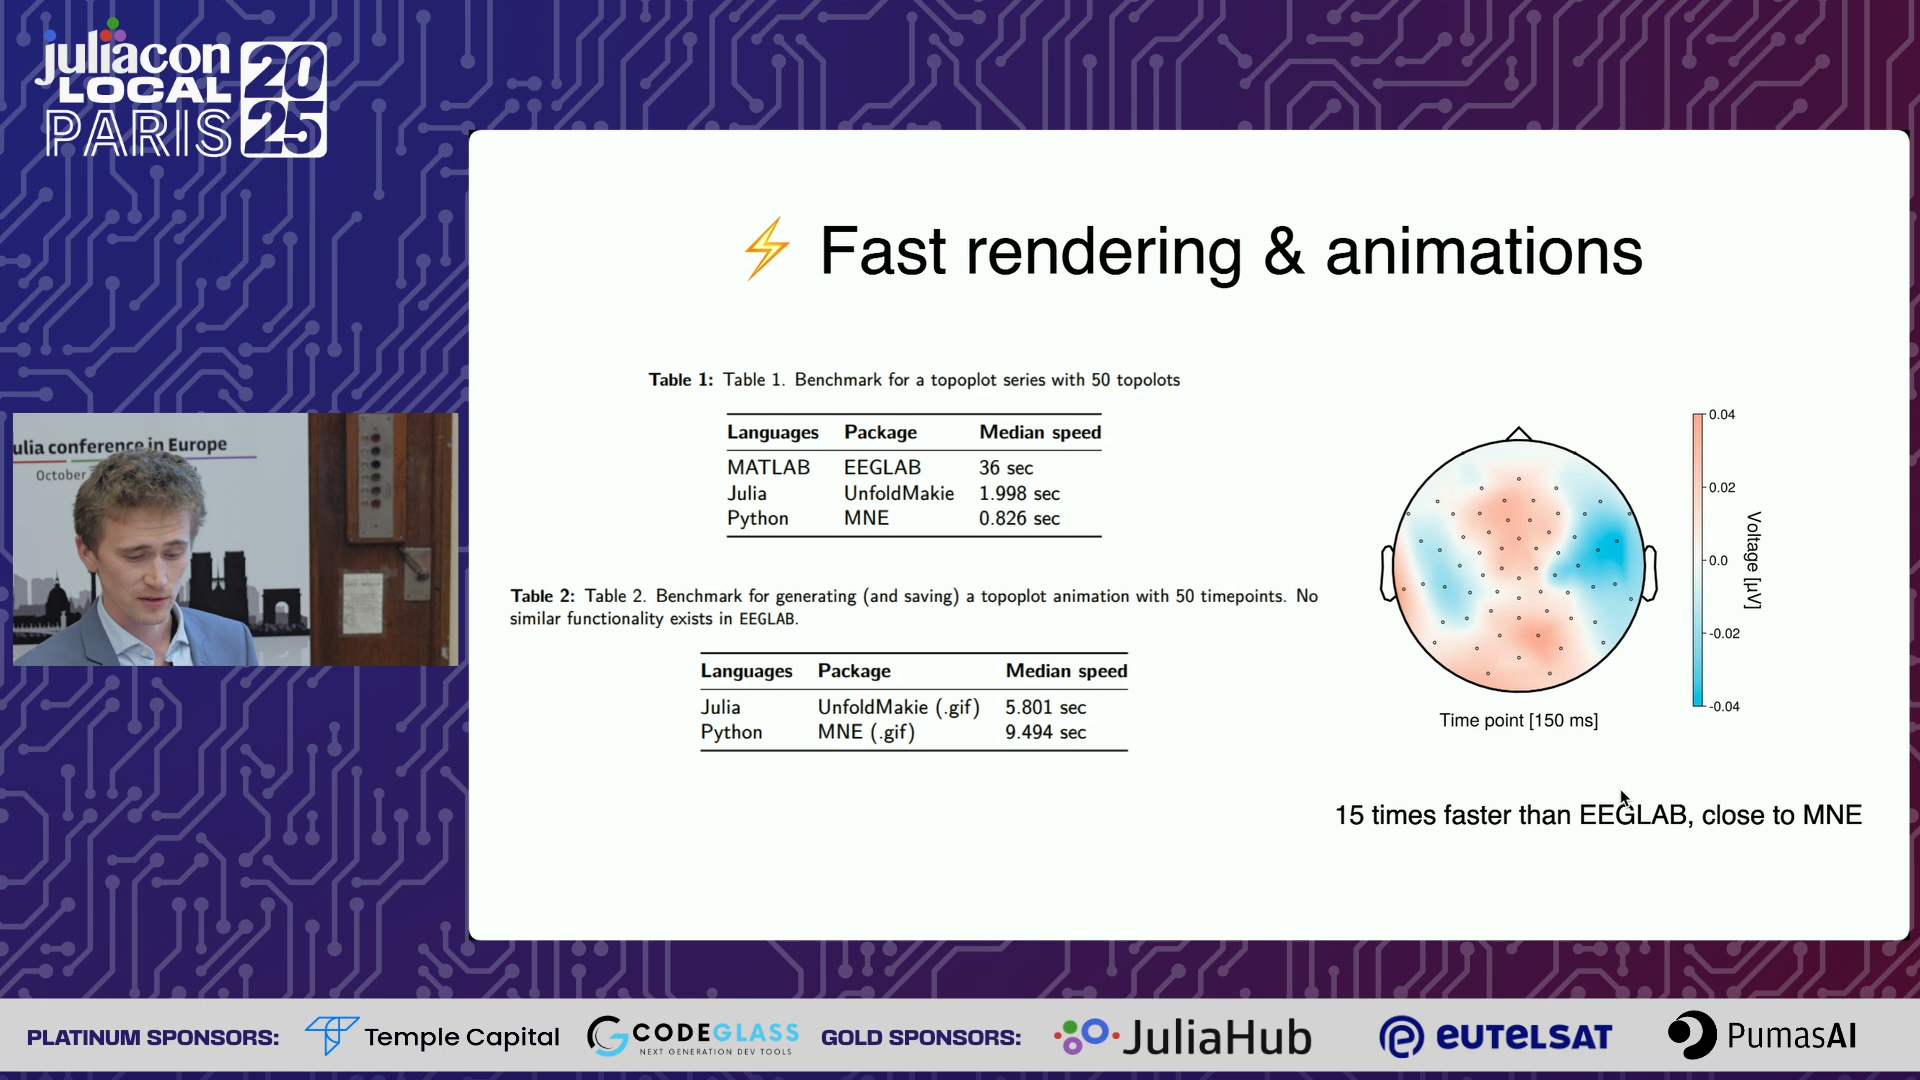 juliacon
LOCAL
PARIS
20
25
⚡ Fast rendering & animations
Table 1: Table 1. Benchmark for a topoplot series with 50 topolots
Languages Package Median speed
MATLAB EEGLAB 36 sec
Julia UnfoldMakie 1.998 sec
Python MNE 0.826 sec
Table 2: Table 2. Benchmark for generating (and saving) a topoplot animation with 50 timepoints. No
similar functionality exists in EEGLAB.
Languages Package Median speed
Julia UnfoldMakie (.gif) 5.801 sec
Python MNE (.gif) 9.494 sec
0.04
0.02
0.0
-0.02
-0.04
Voltage [µV]
Time point [150 ms]
15 times faster than EEGLAB, close to MNE
ulia conference in Europe
October
PLATINUM SPONSORS: Temple Capital CODEGLASS GOLD SPONSORS: JuliaHub eutelsat PumasAI
NEXT GENERATION DEV TOOLS